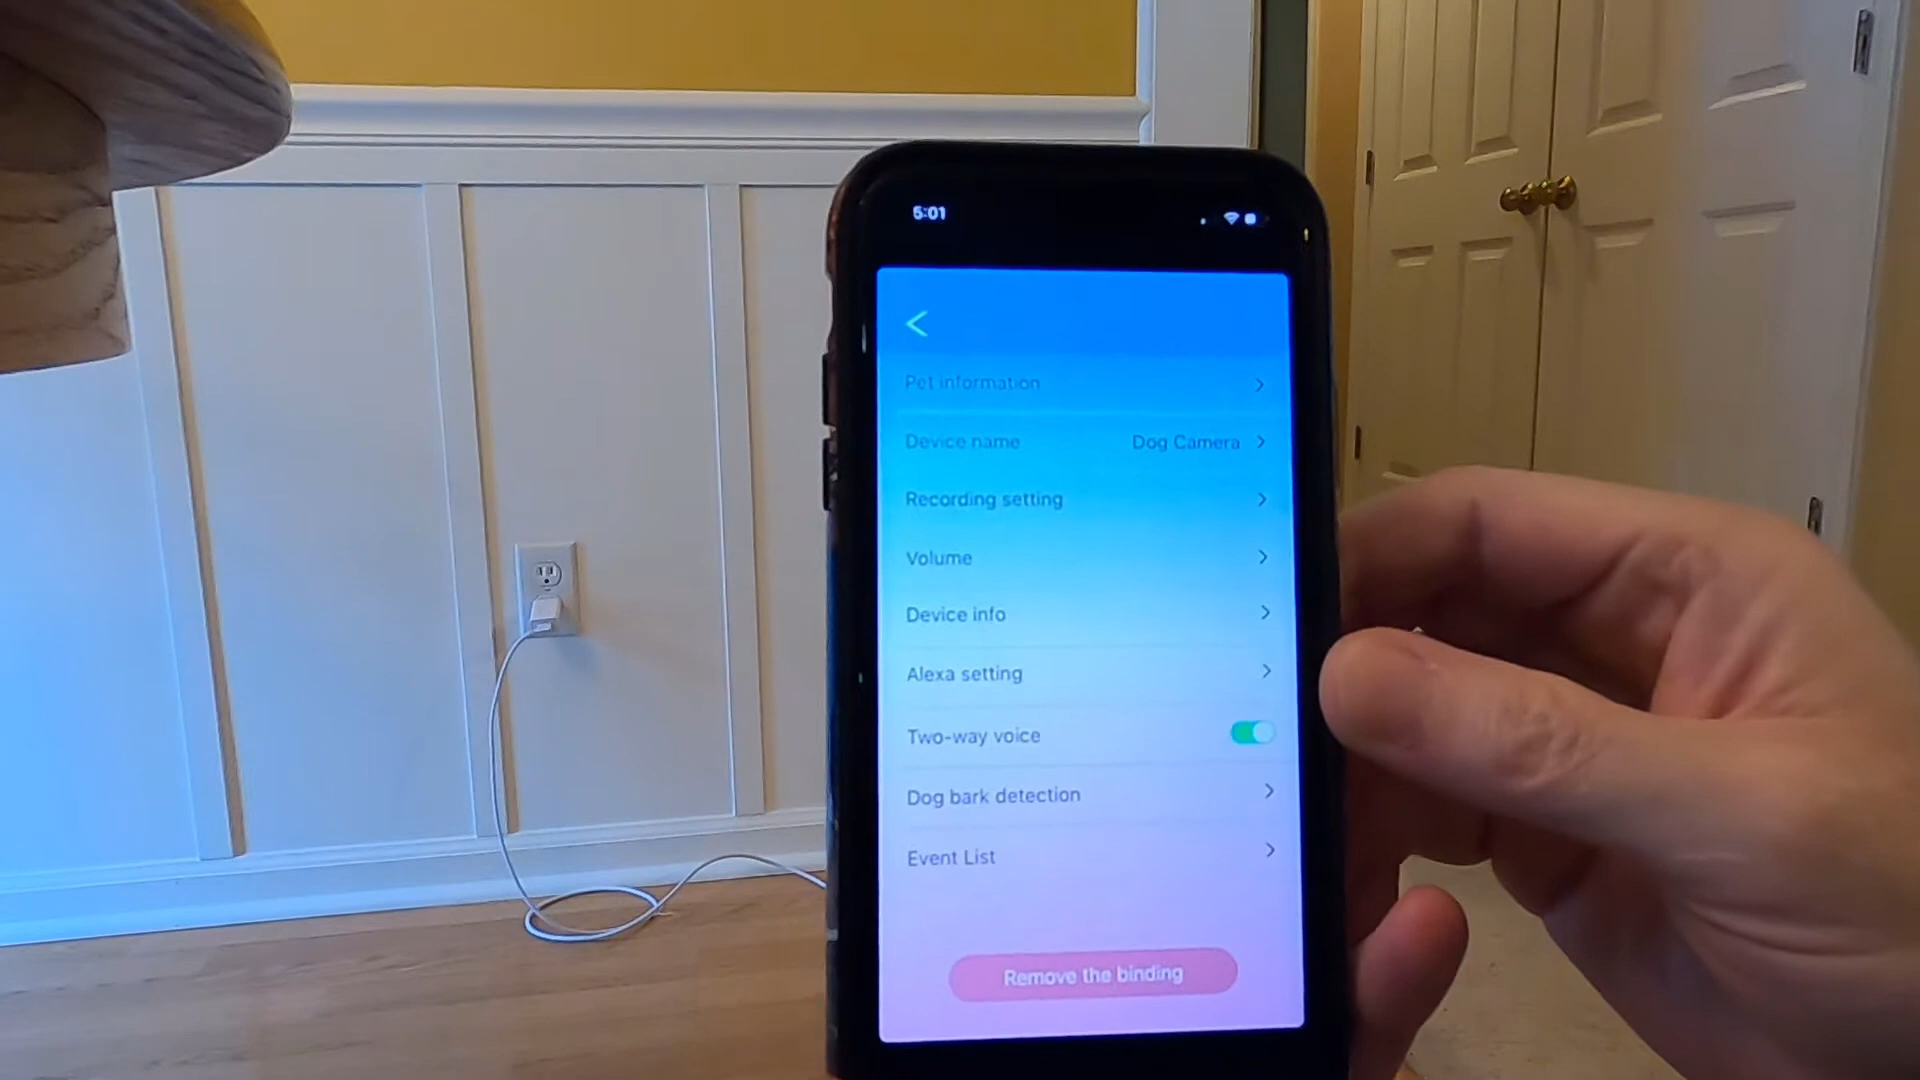 5:01
Pet information
Device name Dog Camera
Recording setting
Volume
Device info
Alexa setting
Two-way voice
Dog bark detection
Event List
Remove the binding